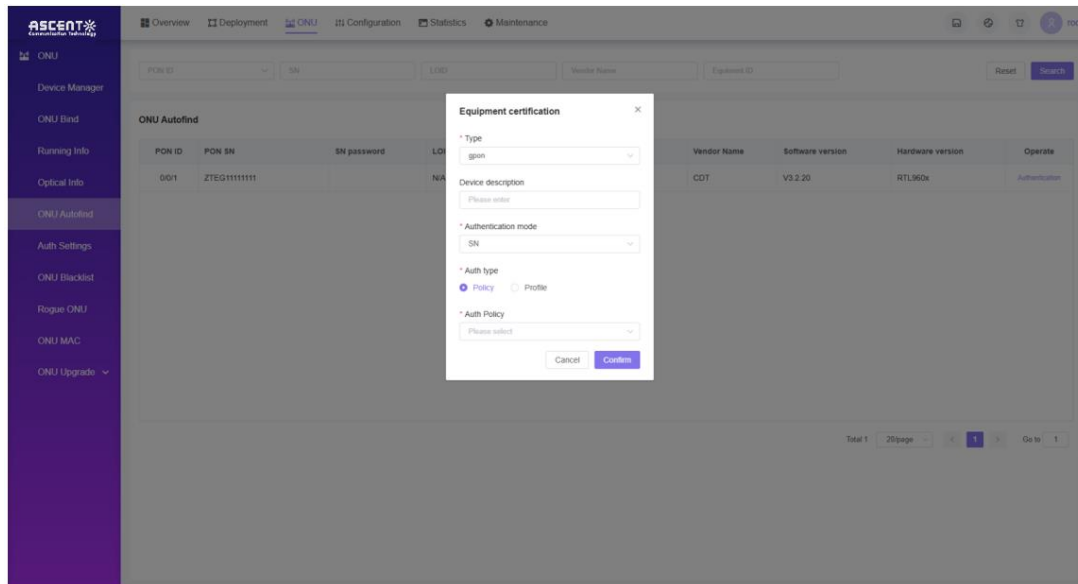 ASCENT
Communication Technology
Overview Deployment ONU Configuration Statistics Maintenance
ONU
Device Manager
ONU Bind
Running Info
Optical Info
ONU Autofind
Auth Settings
ONU Blacklist
Rogue ONU
ONU MAC
ONU Upgrade
PON ID SN LOID Vendor Name Equipment ID Reset Search
ONU Autofind
PON ID PON SN SN password Vendor Name Software version Hardware version Operate
0/0/1 ZTEG11111111 N/A CDT V3.2.20 RTL960x Authentication
Equipment certification
* Type
gpon
Device description
Please enter
* Authentication mode
SN
* Auth type
Policy Profile
* Auth Policy
Please select
Cancel Confirm
Total 1 20/page 1 Go to 1